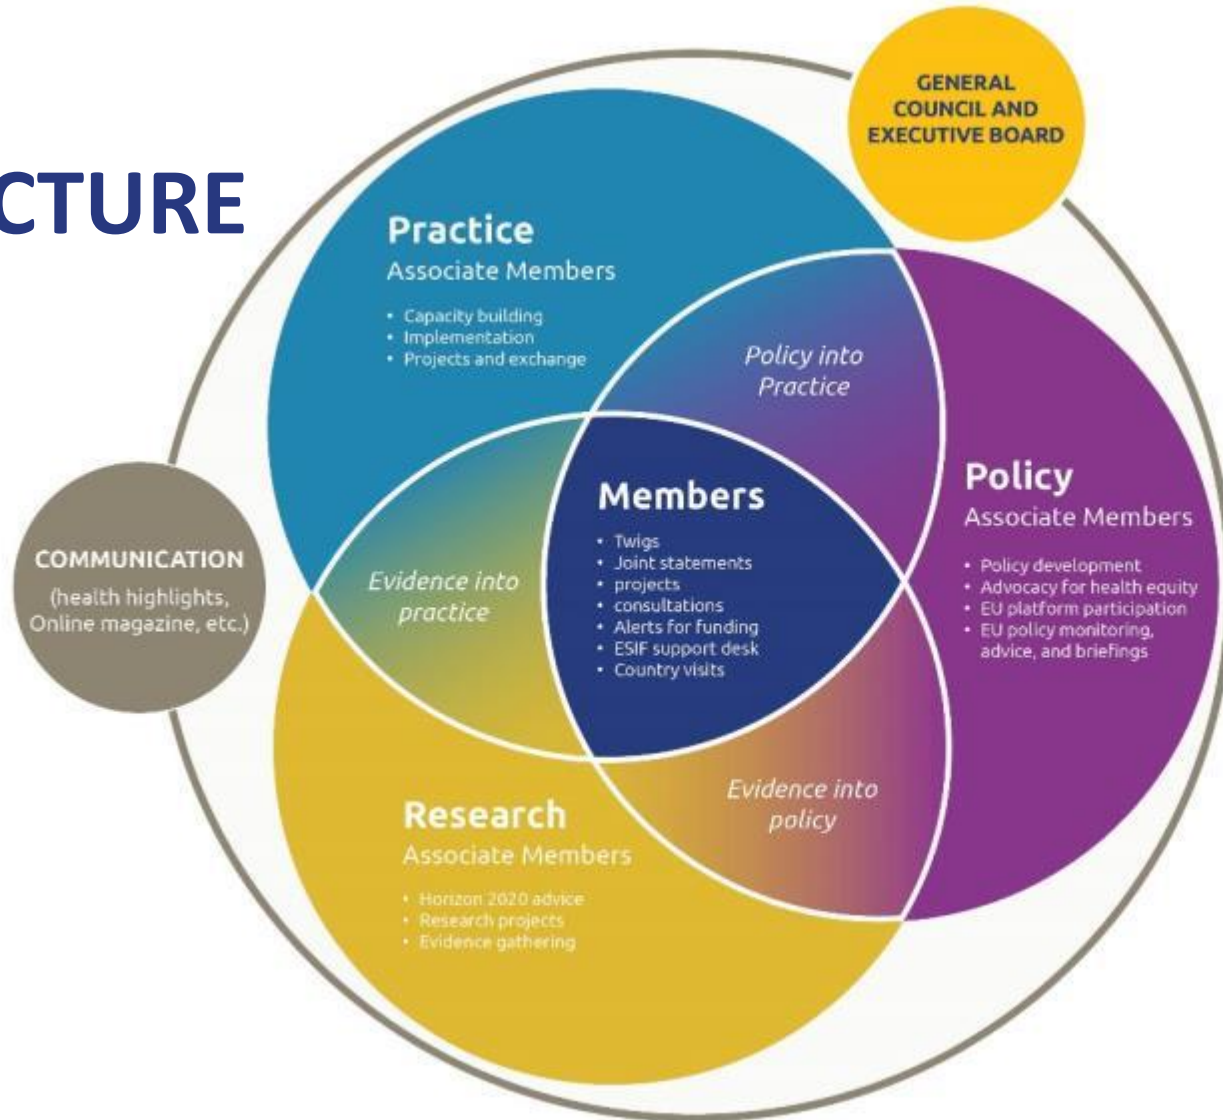 CTURE
GENERAL
COUNCIL AND
EXECUTIVE BOARD
Practice
Associate Members
• Capacity building
• Implementation
• Projects and exchange
Policy into
Practice
Policy
Associate Members
• Policy development
• Advocacy for health equity
• EU platform participation
• EU policy monitoring,
advice, and briefings
Members
• Twigs
• Joint statements
• projects
• consultations
• Alerts for funding
• ESIF support desk
• Country visits
COMMUNICATION
(health highlights,
Online magazine, etc.)
Evidence into
practice
Evidence into
policy
Research
Associate Members
• Horizon 2020 advice
• Research projects
• Evidence gathering